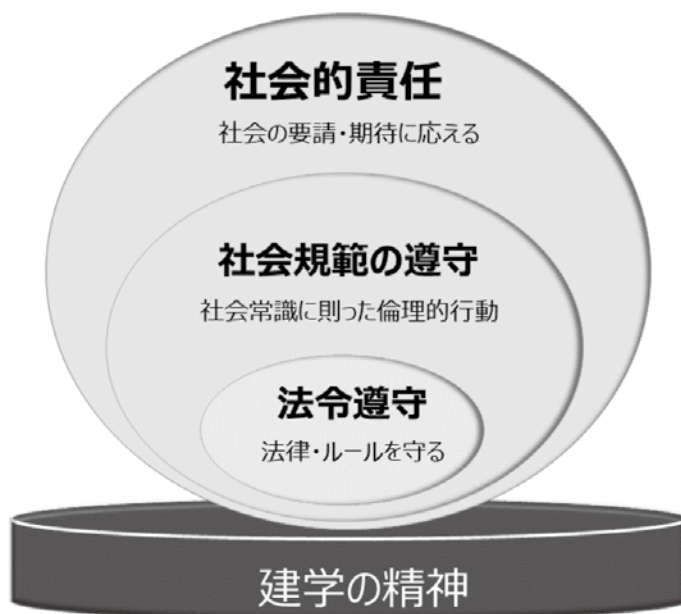 社会的責任
社会の要請・期待に応える
社会規範の遵守
社会常識に則った倫理的行動
法令遵守
法律・ルールを守る
建学の精神